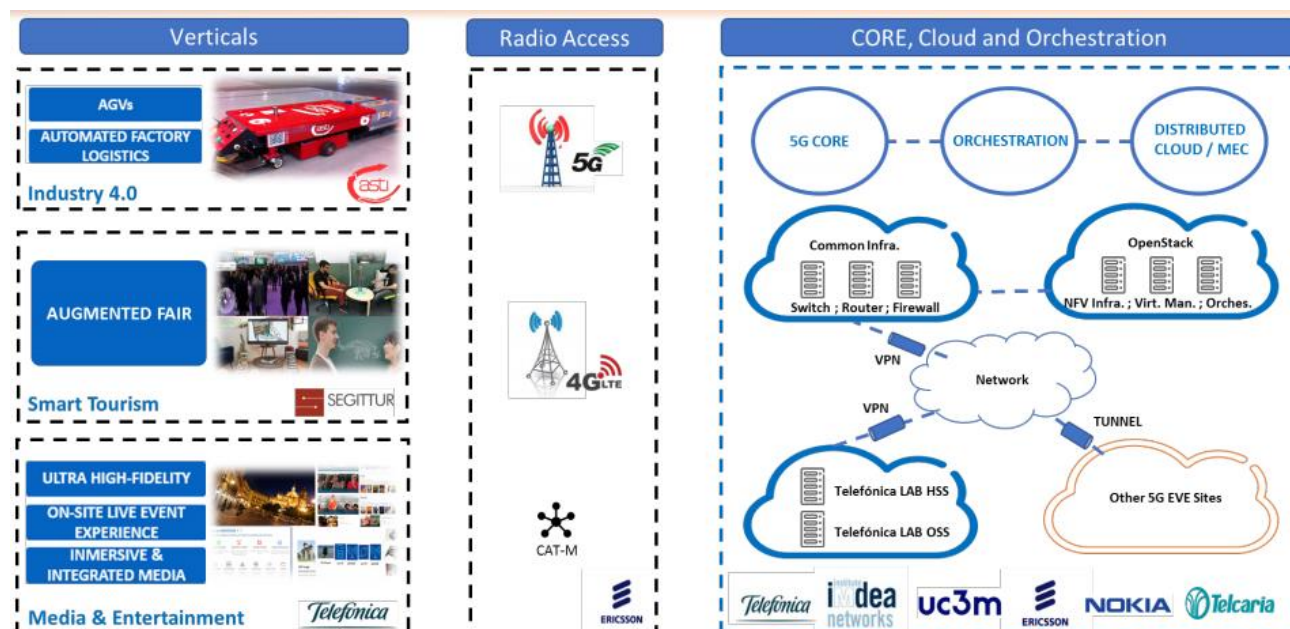 Verticals
AGVs
AUTOMATED FACTORY
LOGISTICS
asti
Industry 4.0
AUGMENTED FAIR
SEGITTUR
Smart Tourism
ULTRA HIGH-FIDELITY
ON-SITE LIVE EVENT
EXPERIENCE
INMERSIVE &
INTEGRATED MEDIA
Media & Entertainment
Telefónica
Radio Access
5G
4G LTE
CAT-M
ERICSSON
CORE, Cloud and Orchestration
5G CORE
ORCHESTRATION
DISTRIBUTED
CLOUD / MEC
Common Infra.
Switch ; Router ; Firewall
OpenStack
NFV Infra. ; Virt. Man. ; Orches.
VPN
Network
VPN
TUNNEL
Telefónica LAB HSS
Telefónica LAB OSS
Other 5G EVE Sites
Telefónica
institute
iMdea
networks
uc3m
ERICSSON
NOKIA
Telcaria